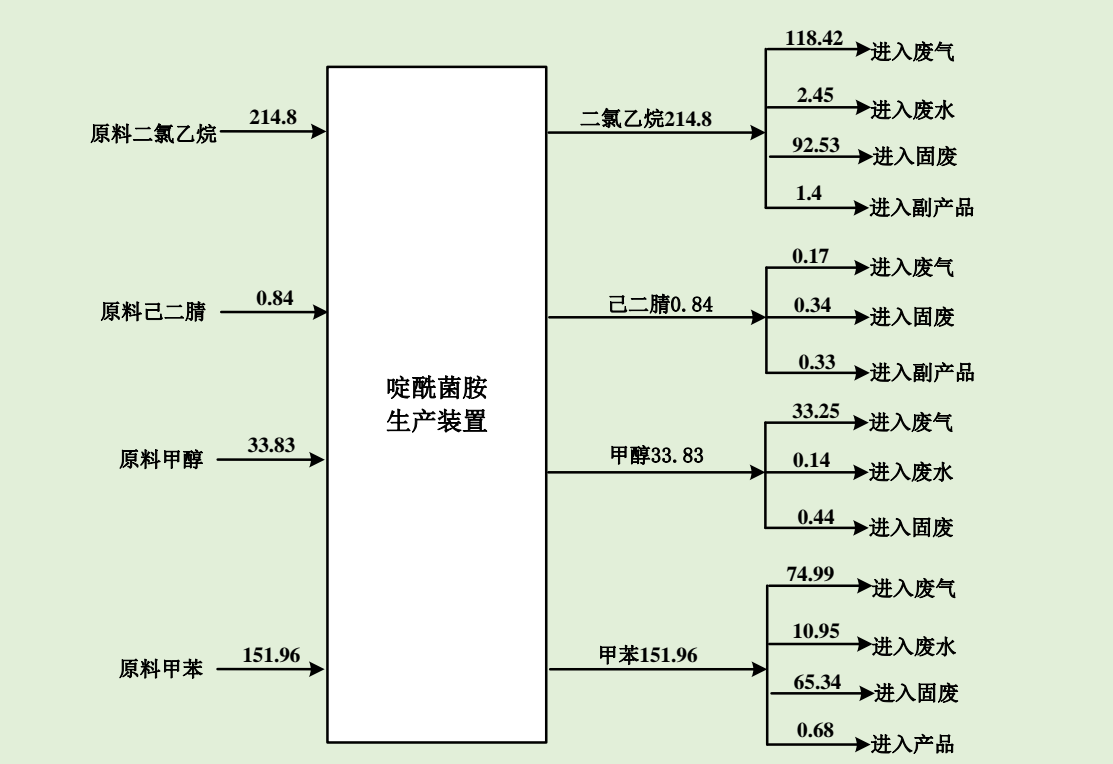 118.42
进入废气
2.45
进入废水
214.8
原料二氯乙烷
二氯乙烷214.8
92.53
进入固废
1.4
进入副产品
0.17
进入废气
0.84
原料己二腈
己二腈0.84
0.34
进入固废
0.33
进入副产品
啶酰菌胺
生产装置
33.25
进入废气
33.83
原料甲醇
甲醇33.83
0.14
进入废水
0.44
进入固废
74.99
进入废气
10.95
进入废水
151.96
原料甲苯
甲苯151.96
65.34
进入固废
0.68
进入产品